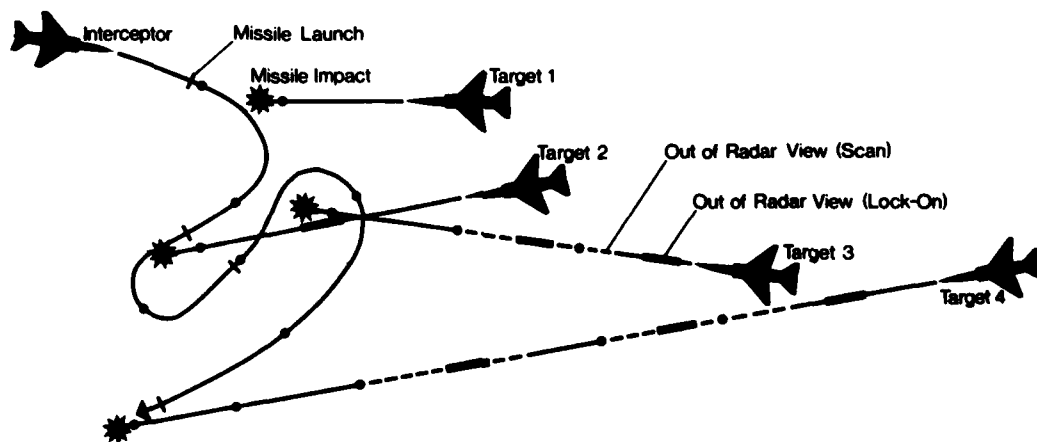 Interceptor
Missile Launch
Missile Impact
Target 1
Target 2
Out of Radar View (Scan)
Out of Radar View (Lock-On)
Target 3
Target 4